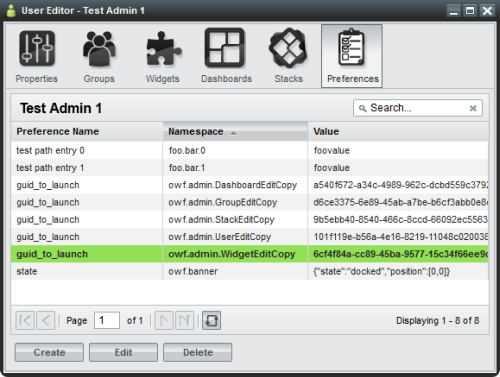 User Editor - Test Admin 1
Properties Groups Widgets Dashboards Stacks Preferences
Test Admin 1 Search...
Preference Name Namespace Value
test path entry 0 foo.bar.0 foovalue
test path entry 1 foo.bar.1 foovalue
guid_to_launch owf.admin.DashboardEditCopy a540f672-a34c-4989-962c-dcbd559c3792
guid_to_launch owf.admin.GroupEditCopy d6ce3375-6e89-45ab-a7be-b6cf3abb0e8
guid_to_launch owf.admin.StackEditCopy 9b5ebb40-8540-466c-8ccd-66092ec5563
guid_to_launch owf.admin.UserEditCopy 101f119e-b56a-4e16-8219-11048c020038
guid_to_launch owf.admin.WidgetEditCopy 6cf4f84a-cc89-45ba-9577-15c34f66ee9
state owf.banner {"state":"docked","position":[0,0]}
Page 1 of 1 Displaying 1 - 8 of 8
Create Edit Delete